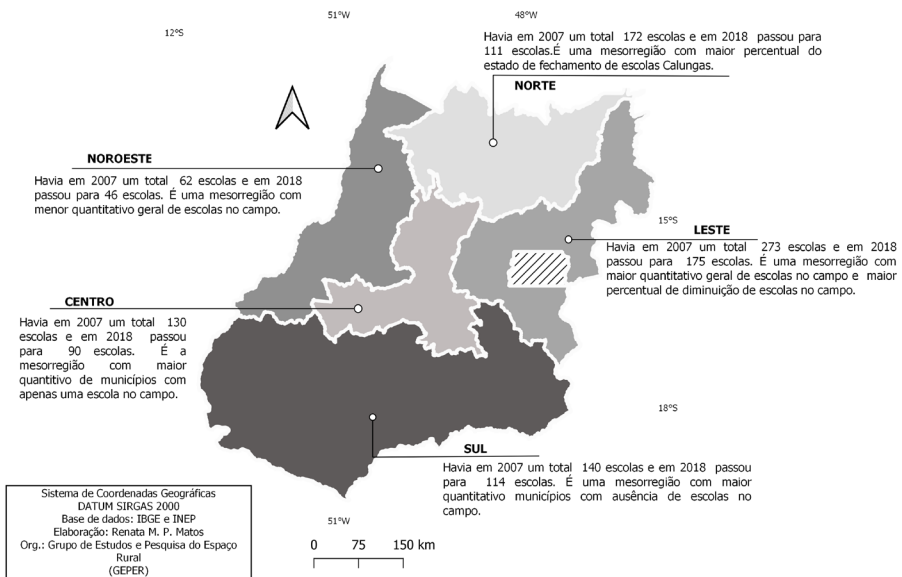 51°W
48°W
12°S
Havia em 2007 um total 172 escolas e em 2018 passou para
111 escolas.É uma mesorregião com maior percentual do
estado de fechamento de escolas Calungas.
NORTE
NOROESTE
Havia em 2007 um total 62 escolas e em 2018
passou para 46 escolas. É uma mesorregião com
menor quantitativo geral de escolas no campo.
15°S
LESTE
Havia em 2007 um total 273 escolas e em 2018
passou para 175 escolas. É uma mesorregião com
maior quantitativo geral de escolas no campo e maior
percentual de diminuição de escolas no campo.
CENTRO
Havia em 2007 um total 130
escolas e em 2018 passou
para 90 escolas. É a
mesorregião com maior
quantitivo de municípios com
apenas uma escola no campo.
18°S
SUL
Havia em 2007 um total 140 escolas e em 2018 passou
para 114 escolas. É uma mesorregião com maior
quantitativo municípios com ausência de escolas no
campo.
Sistema de Coordenadas Geográficas
DATUM SIRGAS 2000
Base de dados: IBGE e INEP
Elaboração: Renata M. P. Matos
Org.: Grupo de Estudos e Pesquisa do Espaço
Rural
(GEPER)
51°W
0 75 150 km